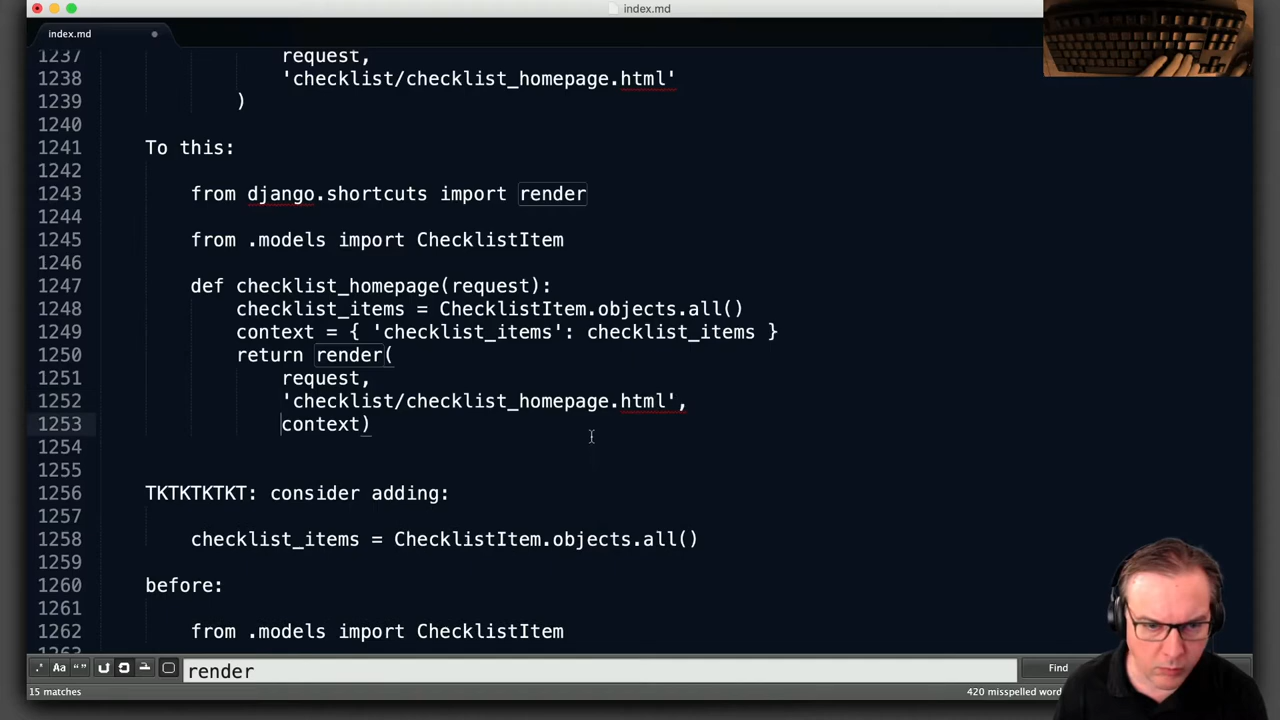 index.md
index.md
1237 request,
1238 'checklist/checklist_homepage.html'
1239 )
1240
1241 To this:
1242
1243 from django.shortcuts import render
1244
1245 from .models import ChecklistItem
1246
1247 def checklist_homepage(request):
1248 checklist_items = ChecklistItem.objects.all()
1249 context = { 'checklist_items': checklist_items }
1250 return render(
1251 request,
1252 'checklist/checklist_homepage.html',
1253 context)
1254
1255
1256 TKTKTKTKT: consider adding:
1257
1258 checklist_items = ChecklistItem.objects.all()
1259
1260 before:
1261
1262 from .models import ChecklistItem
.* Aa “” render Find
15 matches 420 misspelled